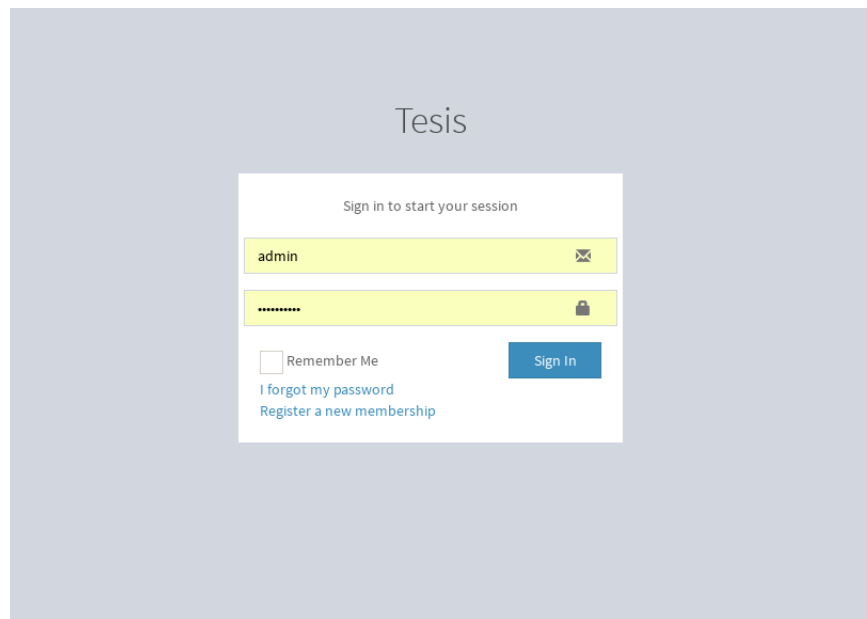 Tesis
Sign in to start your session
admin
••••••••••
Remember Me
Sign In
I forgot my password
Register a new membership